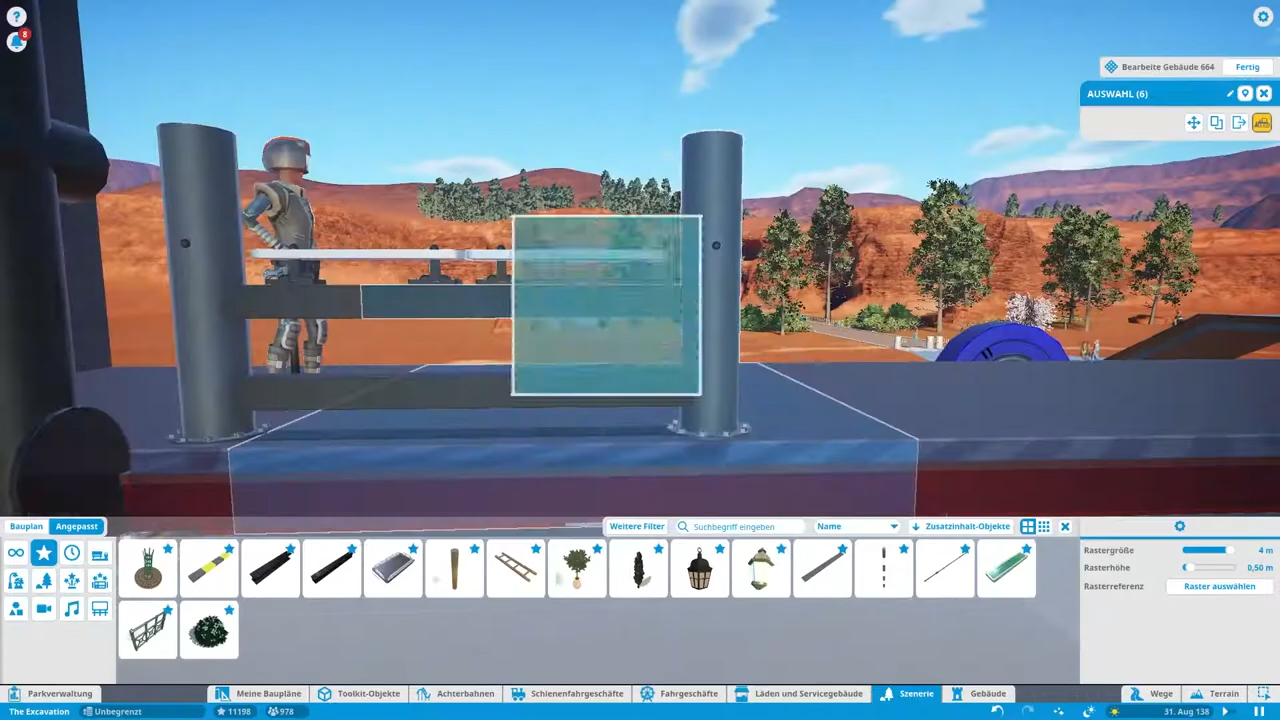 ?
8
Bearbeite Gebäude 664 Fertig
AUSWAHL (6)
Bauplan Angepasst
Weitere Filter Suchbegriff eingeben Name Zusatzinhalt-Objekte
Rastergröße 4 m
Rasterhöhe 0,50 m
Rasterreferenz Raster auswählen
Parkverwaltung Meine Baupläne Toolkit-Objekte Achterbahnen Schienenfahrgeschäfte Fahrgeschäfte Läden und Servicegebäude Szenerie Gebäude Wege Terrain
The Excavation Unbegrenzt 11198 978 31. Aug 138